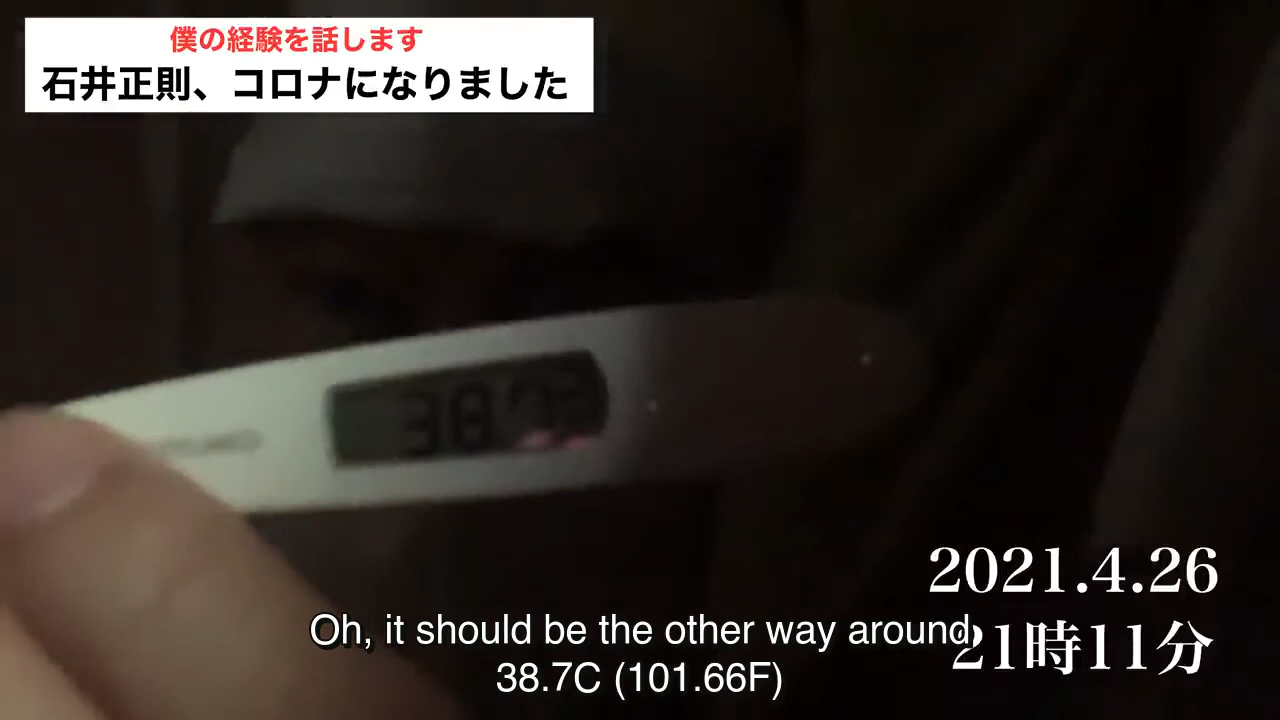 僕の経験を話します
石井正則、コロナになりました
38.73
2021.4.26
21時11分
Oh, it should be the other way around
38.7C (101.66F)